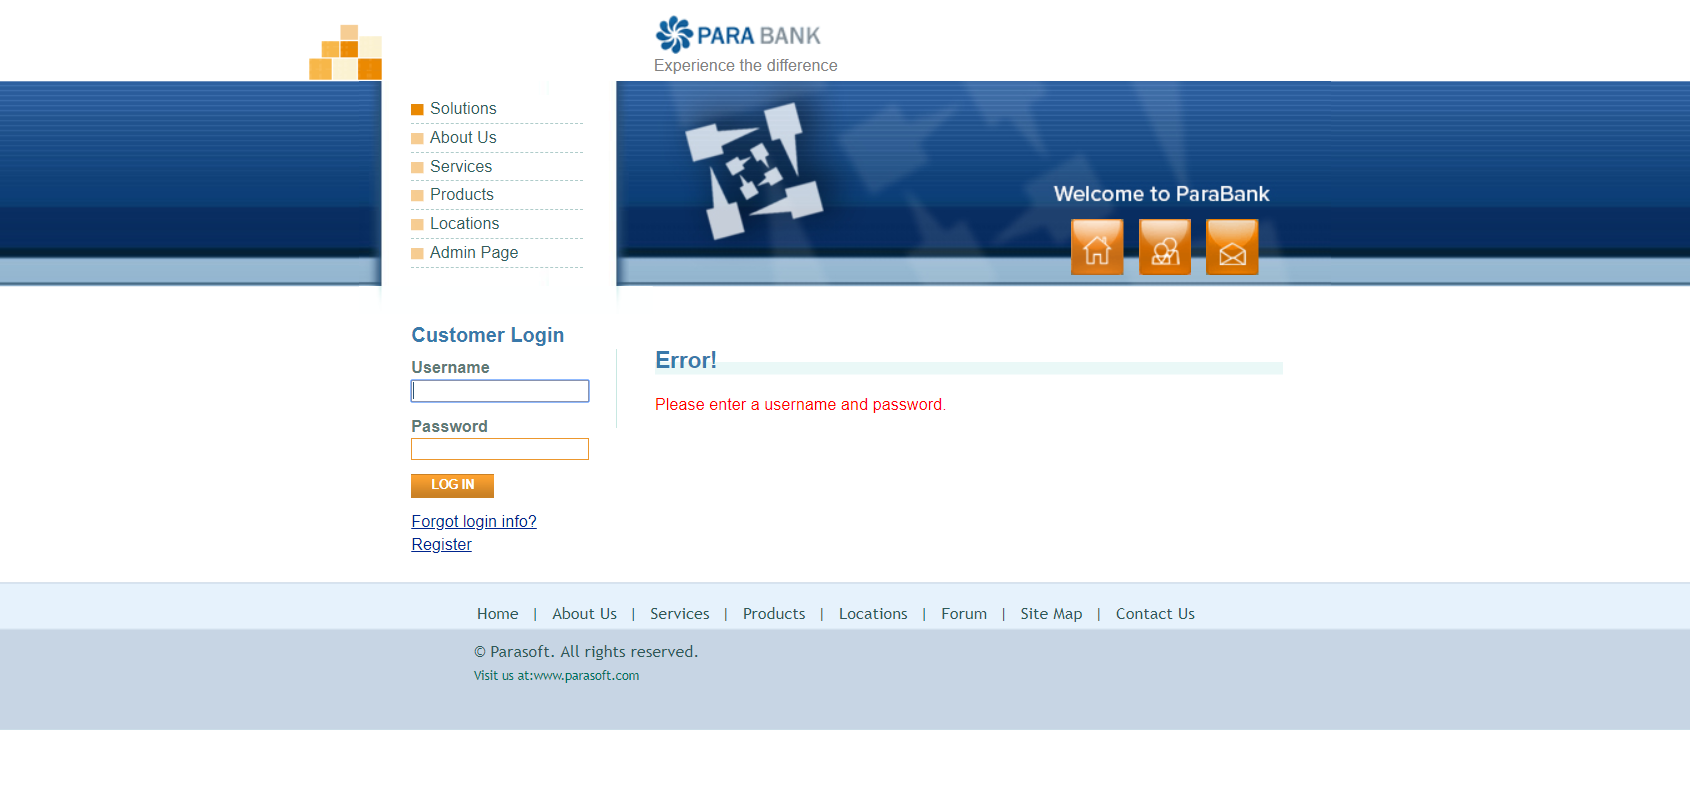 PARA BANK
Experience the difference
Solutions
About Us
Services
Products
Locations
Admin Page
Welcome to ParaBank
Customer Login
Username
Password
LOG IN
Forgot login info?
Register
Error!
Please enter a username and password.
Home | About Us | Services | Products | Locations | Forum | Site Map | Contact Us
© Parasoft. All rights reserved.
Visit us at:www.parasoft.com